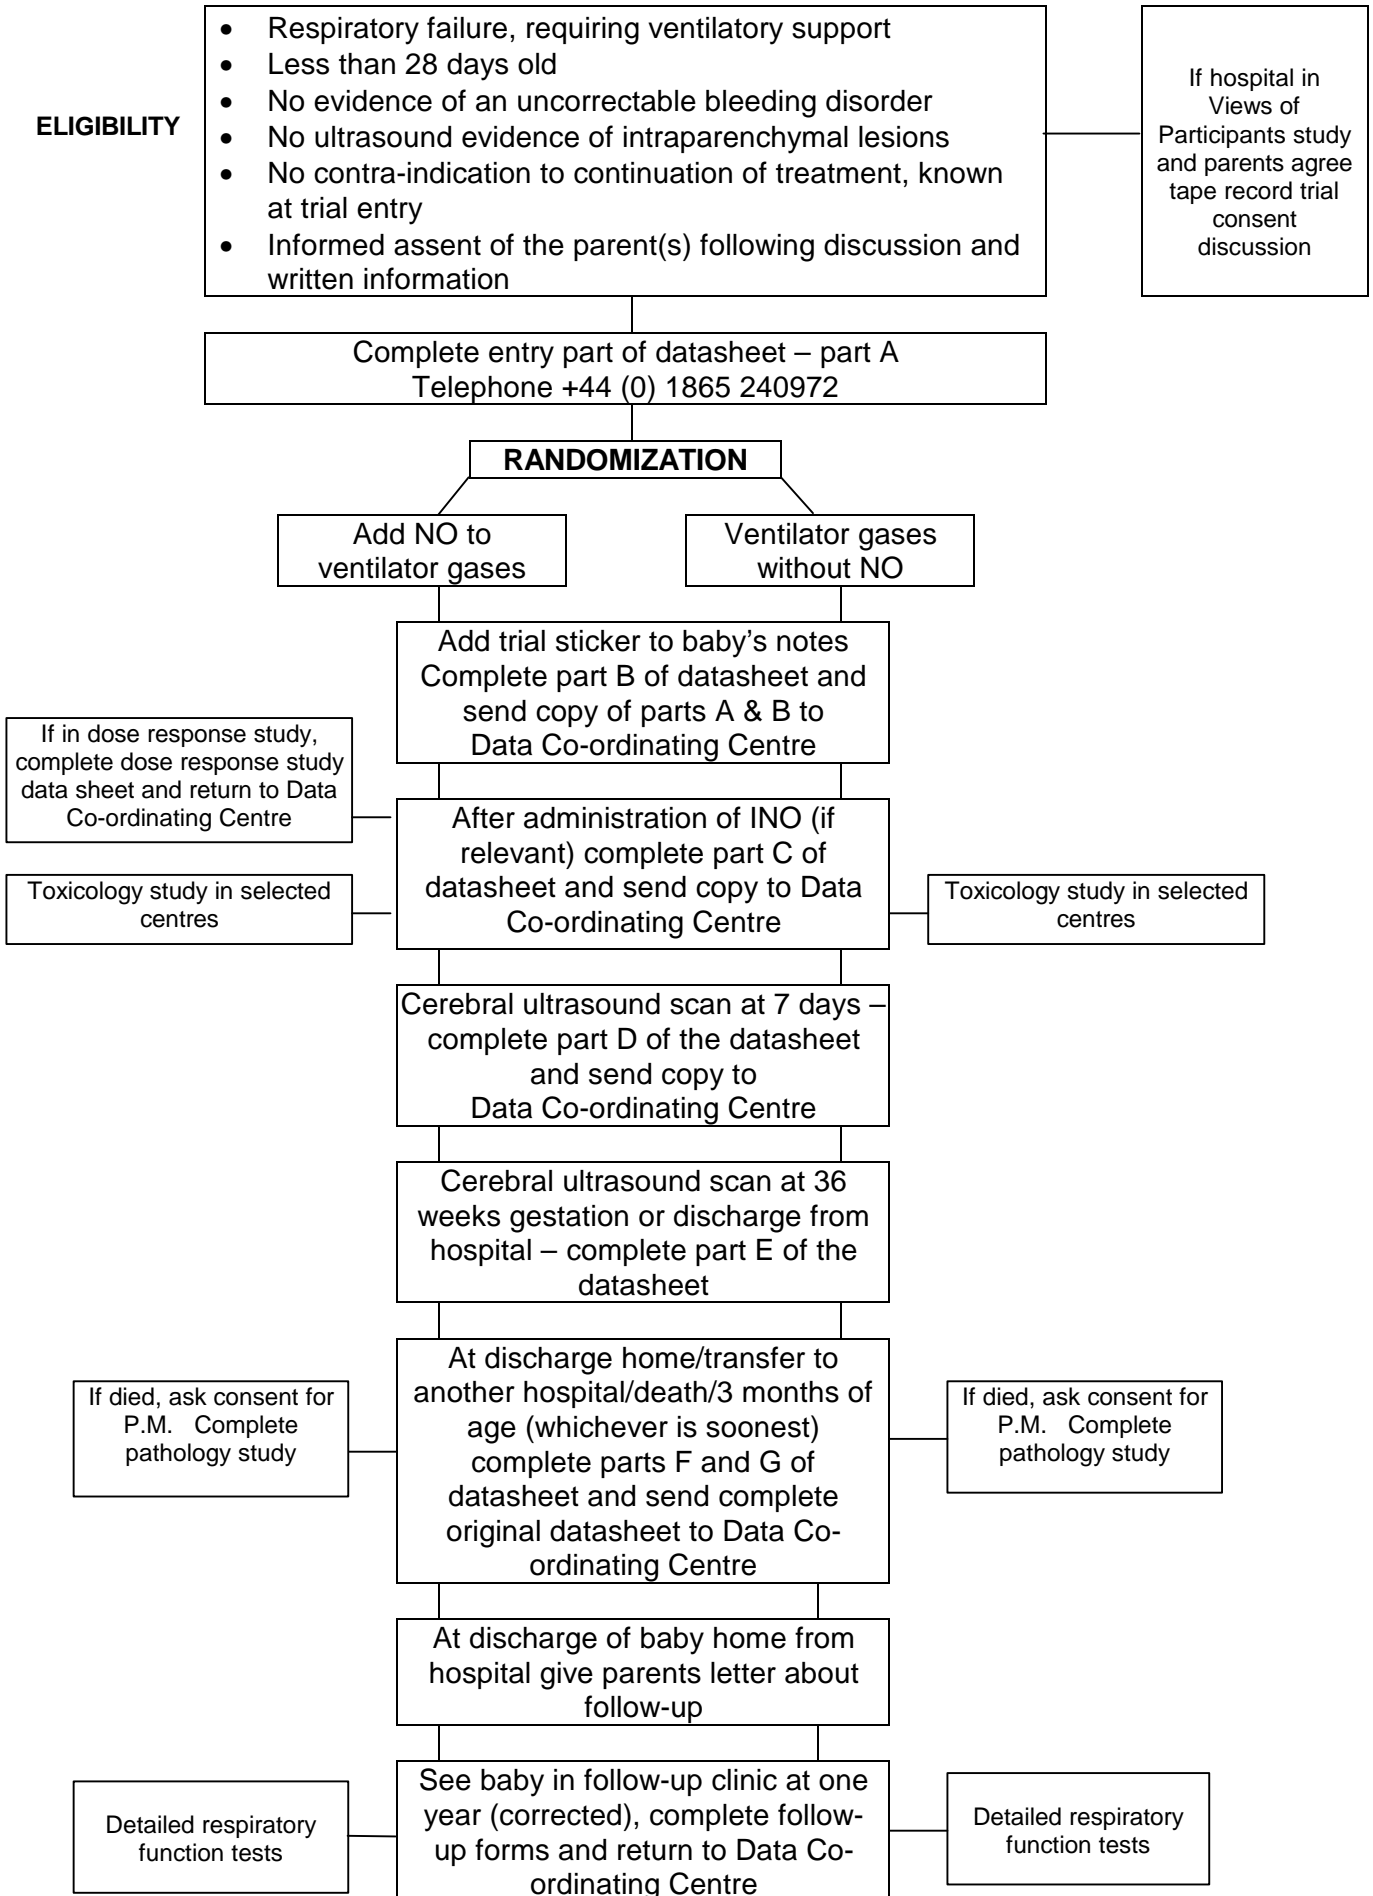 ELIGIBILITY
• Respiratory failure, requiring ventilatory support
• Less than 28 days old
• No evidence of an uncorrectable bleeding disorder
• No ultrasound evidence of intraparenchymal lesions
• No contra-indication to continuation of treatment, known
at trial entry
• Informed assent of the parent(s) following discussion and
written information
If hospital in
Views of
Participants study
and parents agree
tape record trial
consent
discussion
Complete entry part of datasheet – part A
Telephone +44 (0) 1865 240972
RANDOMIZATION
Add NO to
ventilator gases
Ventilator gases
without NO
Add trial sticker to baby’s notes
Complete part B of datasheet and
send copy of parts A & B to
Data Co-ordinating Centre
If in dose response study,
complete dose response study
data sheet and return to Data
Co-ordinating Centre
After administration of INO (if
relevant) complete part C of
datasheet and send copy to Data
Co-ordinating Centre
Toxicology study in selected
centres
Toxicology study in selected
centres
Cerebral ultrasound scan at 7 days –
complete part D of the datasheet
and send copy to
Data Co-ordinating Centre
Cerebral ultrasound scan at 36
weeks gestation or discharge from
hospital – complete part E of the
datasheet
At discharge home/transfer to
another hospital/death/3 months of
age (whichever is soonest)
complete parts F and G of
datasheet and send complete
original datasheet to Data Co-
ordinating Centre
If died, ask consent for
P.M. Complete
pathology study
If died, ask consent for
P.M. Complete
pathology study
At discharge of baby home from
hospital give parents letter about
follow-up
See baby in follow-up clinic at one
year (corrected), complete follow-
up forms and return to Data Co-
ordinating Centre
Detailed respiratory
function tests
Detailed respiratory
function tests